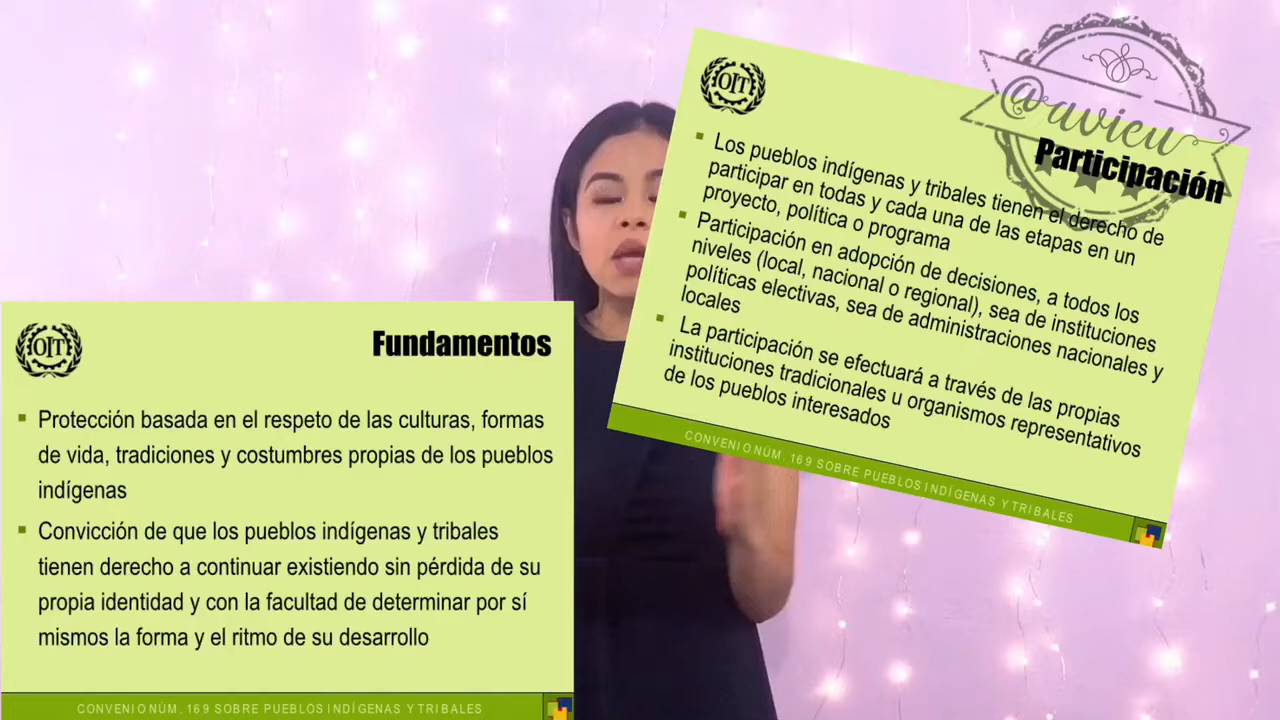 OIT
Fundamentos
Protección basada en el respeto de las culturas, formas
de vida, tradiciones y costumbres propias de los pueblos
indígenas
Convicción de que los pueblos indígenas y tribales
tienen derecho a continuar existiendo sin pérdida de su
propia identidad y con la facultad de determinar por sí
mismos la forma y el ritmo de su desarrollo
CONVENIO NÚM. 169 SOBRE PUEBLOS INDÍGENAS Y TRIBALES
OIT
@avieu
Participación
Los pueblos indígenas y tribales tienen el derecho de
participar en todas y cada una de las etapas en un
proyecto, política o programa
Participación en adopción de decisiones, a todos los
niveles (local, nacional o regional), sea de instituciones
políticas electivas, sea de administraciones nacionales y
locales
La participación se efectuará a través de las propias
instituciones tradicionales u organismos representativos
de los pueblos interesados
CONVENIO NÚM. 169 SOBRE PUEBLOS INDÍGENAS Y TRIBALES